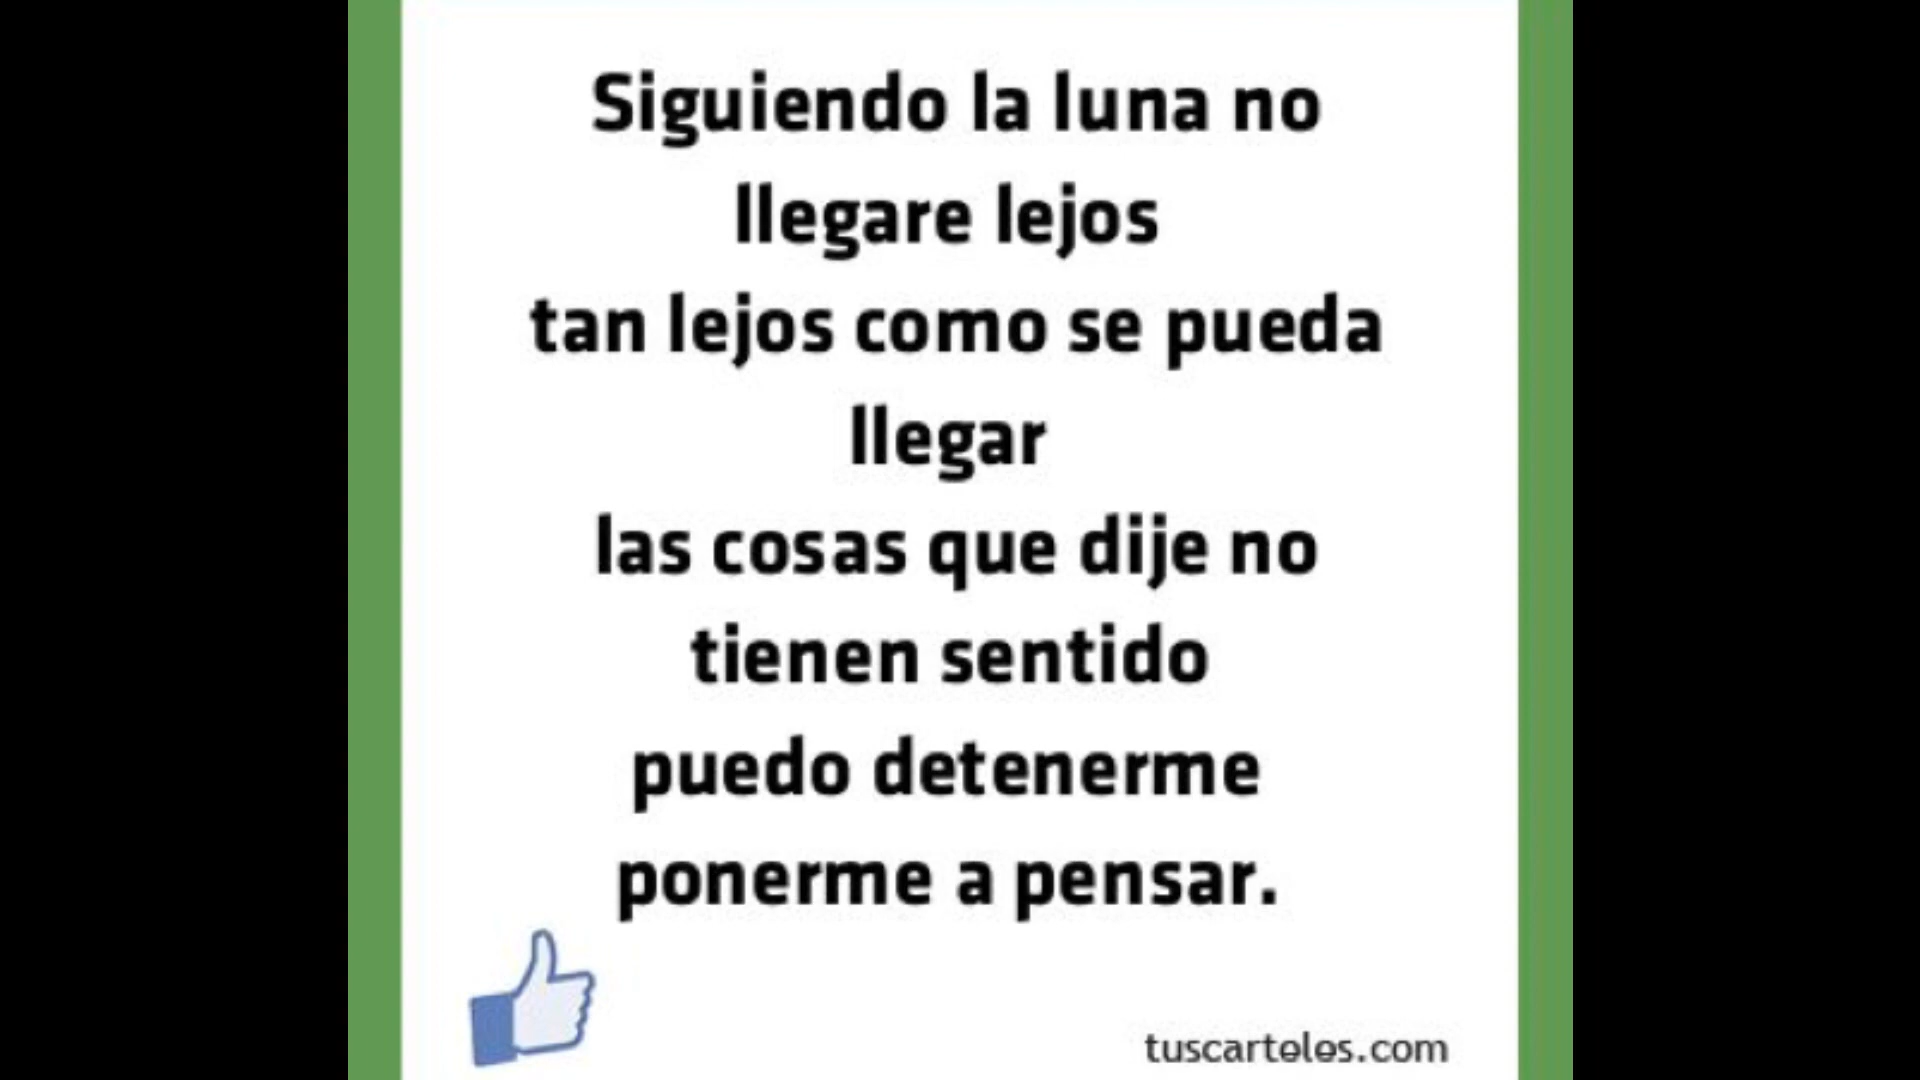 Siguiendo la luna no
llegare lejos
tan lejos como se pueda
llegar
las cosas que dije no
tienen sentido
puedo detenerme
ponerme a pensar.
tuscarteles.com